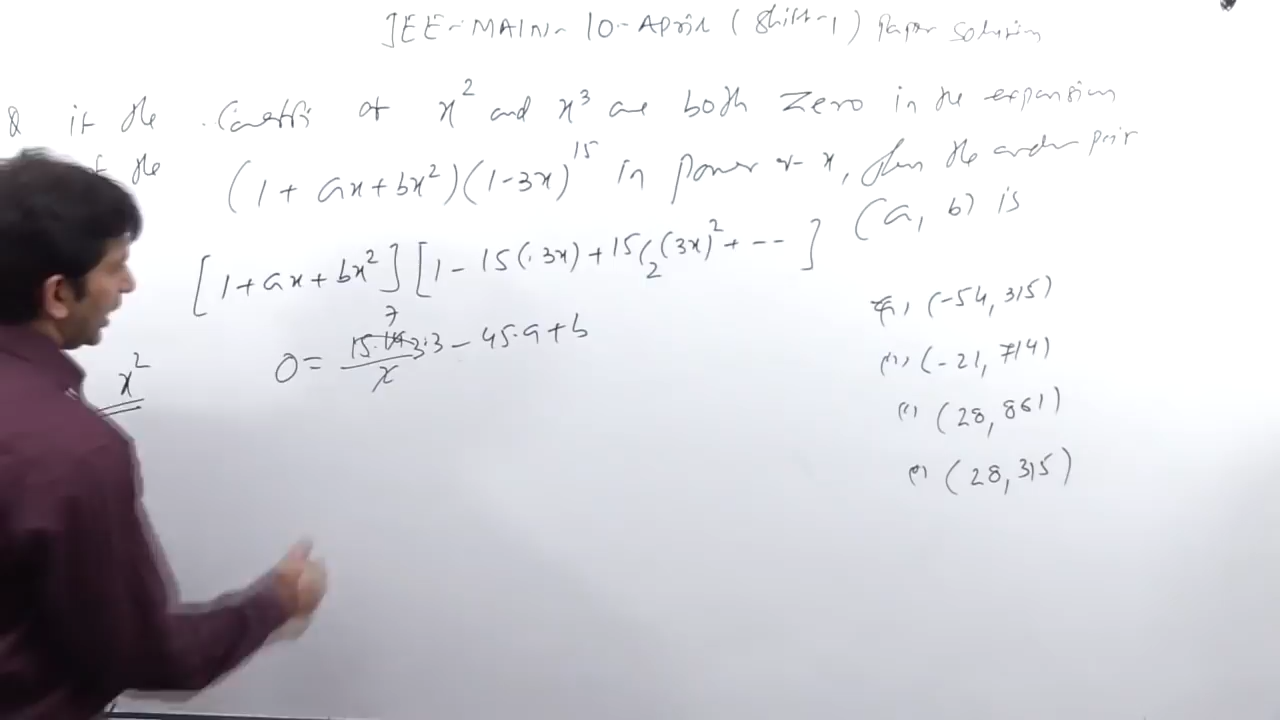 JEE-MAIN- 10-April (Shift-1) Paper Solution
Q if the Coeffi of x² and x³ are both Zero in the expansion
of the (1 + ax + bx²)(1-3x)¹⁵ in power of x, then the order pair
(a, b) is
[1+ax+bx²][1 - 15(.3x) + 15C₂(3x)² + --- ]
(-54, 315)
0 = 15.14 7 3.3 / 2 - 45.a + b
(-21, 714)
x²
(28, 861)
(28, 315)